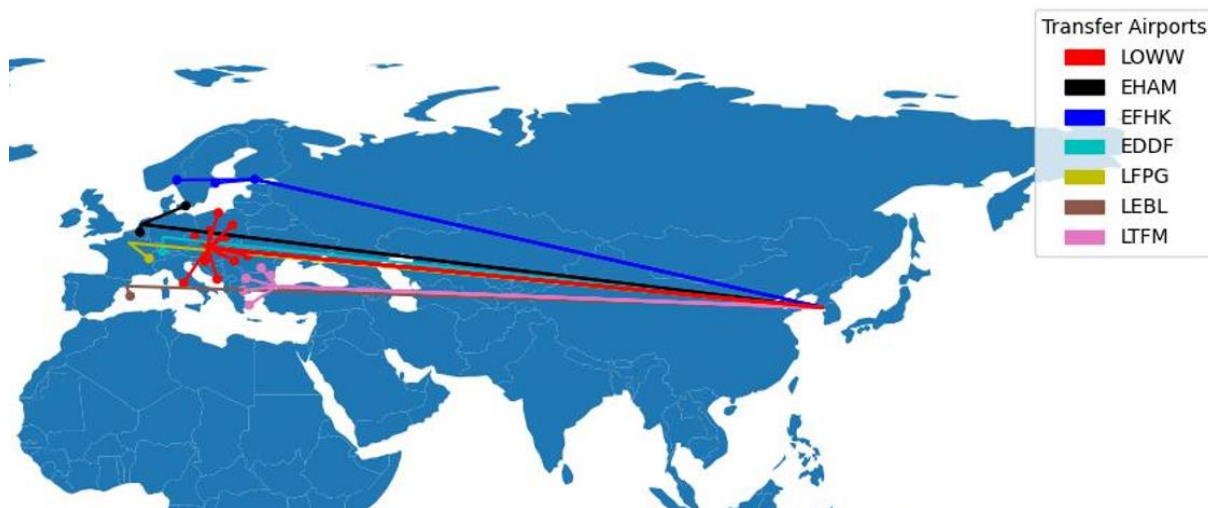 Transfer Airports
LOWW
EHAM
EFHK
EDDF
LFPG
LEBL
LTFM